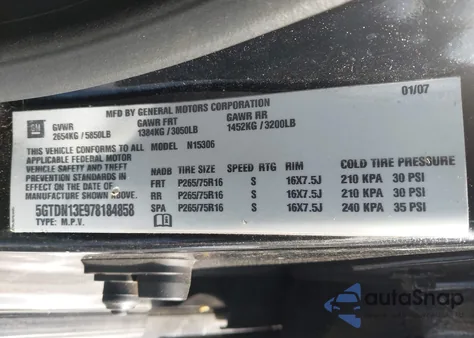 MFD BY GENERAL MOTORS CORPORATION
01/07
GM
GVWR GAWR FRT GAWR RR
2654KG / 5850LB 1384KG / 3050LB 1452KG / 3200LB
THIS VEHICLE CONFORMS TO ALL MODEL N15306
APPLICABLE FEDERAL MOTOR
VEHICLE SAFETY AND THEFT
PREVENTION STANDARDS IN
EFFECT ON THE DATE OF
MANUFACTURE SHOWN ABOVE.
5GTDN13E978184858
TYPE: M.P.V.
NADB TIRE SIZE SPEED RTG RIM COLD TIRE PRESSURE
FRT P265/75R16 S 16X7.5J 210 KPA 30 PSI
RR P265/75R16 S 16X7.5J 210 KPA 30 PSI
SPA P265/75R16 S 16X7.5J 240 KPA 35 PSI
autoSnap